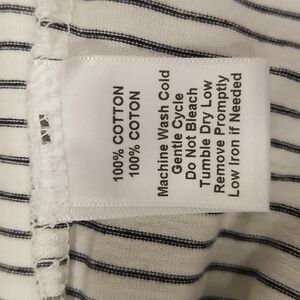 100% COTTON
100% COTON
Machine Wash Cold
Gentle Cycle
Do Not Bleach
Tumble Dry Low
Remove Promptly
Low Iron if Needed